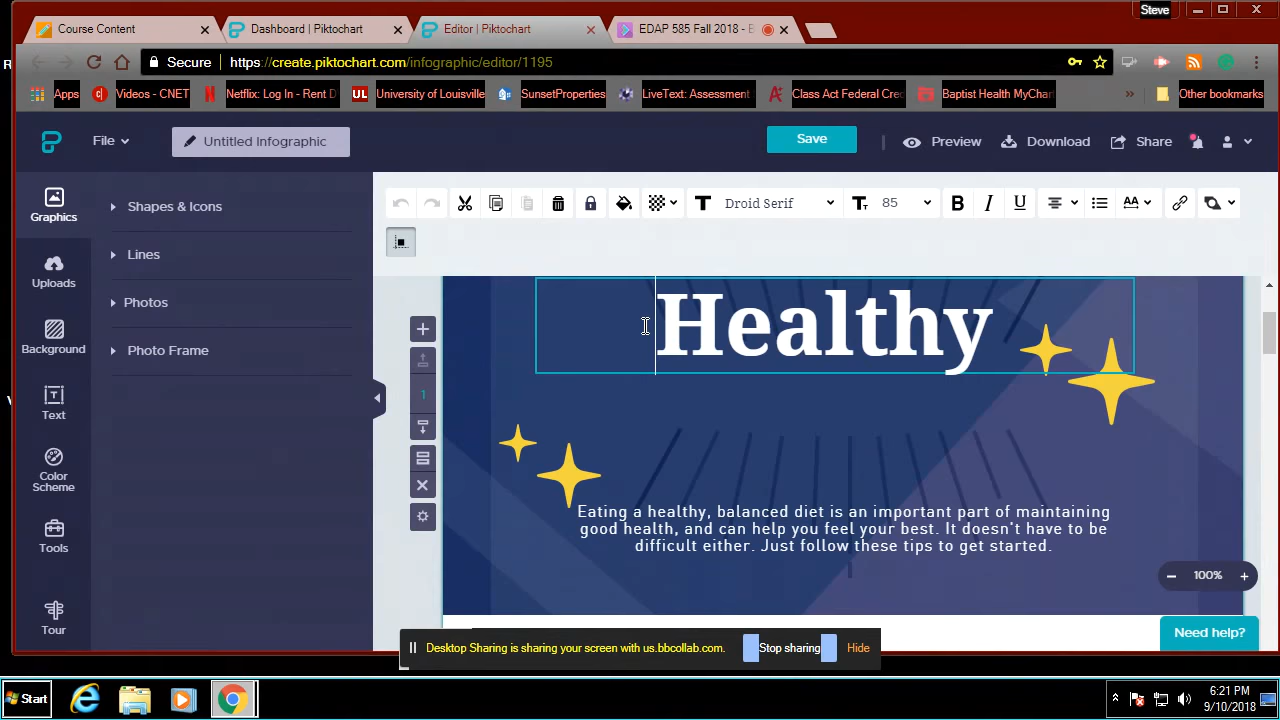 Steve
Course Content
Dashboard | Piktochart
Editor | Piktochart
EDAP 585 Fall 2018 - E
Secure
https://create.piktochart.com/infographic/editor/1195
Apps
Videos - CNET
Netflix: Log In - Rent D
University of Louisville
SunsetProperties
LiveText: Assessment
Class Act Federal Cre
Baptist Health MyChart
»
Other bookmarks
File
Untitled Infographic
Save
Preview
Download
Share
Graphics
Uploads
Background
Text
Color
Scheme
Tools
Tour
Shapes & Icons
Lines
Photos
Photo Frame
Droid Serif
85
B I U
AA
1
Healthy
Eating a healthy, balanced diet is an important part of maintaining
good health, and can help you feel your best. It doesn't have to be
difficult either. Just follow these tips to get started.
100%
Need help?
Desktop Sharing is sharing your screen with us.bbcollab.com.
Stop sharing
Hide
Start
6:21 PM
9/10/2018